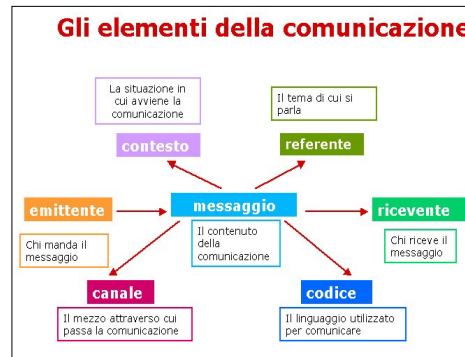 Gli elementi della comunicazione
La situazione in
cui avviene la
comunicazione
Il tema di cui si
parla
contesto
referente
emittente
messaggio
ricevente
Chi manda il
messaggio
Il contenuto
della
comunicazione
Chi riceve il
messaggio
canale
codice
Il mezzo attraverso cui
passa la comunicazione
Il linguaggio utilizzato
per comunicare